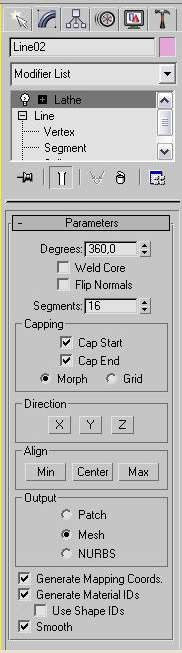 Line02
Modifier List
Lathe
Line
Vertex
Segment
Parameters
Degrees: 360,0
Weld Core
Flip Normals
Segments: 16
Capping
Cap Start
Cap End
Morph Grid
Direction
X Y Z
Align
Min Center Max
Output
Patch
Mesh
NURBS
Generate Mapping Coords.
Generate Material IDs
Use Shape IDs
Smooth